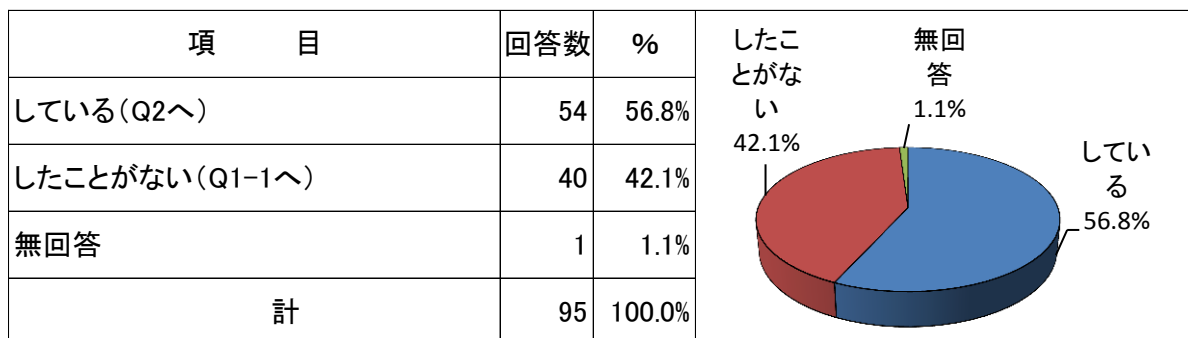 項　　目 回答数 %
している（Q2へ） 54 56.8%
したことがない（Q1-1へ） 40 42.1%
無回答 1 1.1%
計 95 100.0%
したこ
とがな
い
42.1%
無回
答
1.1%
してい
る
56.8%